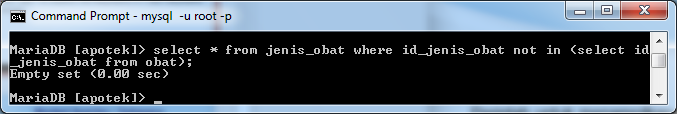 Command Prompt - mysql -u root -p
MariaDB [apotek]> select * from jenis_obat where id_jenis_obat not in (select id
_jenis_obat from obat);
Empty set (0.00 sec)
MariaDB [apotek]> _